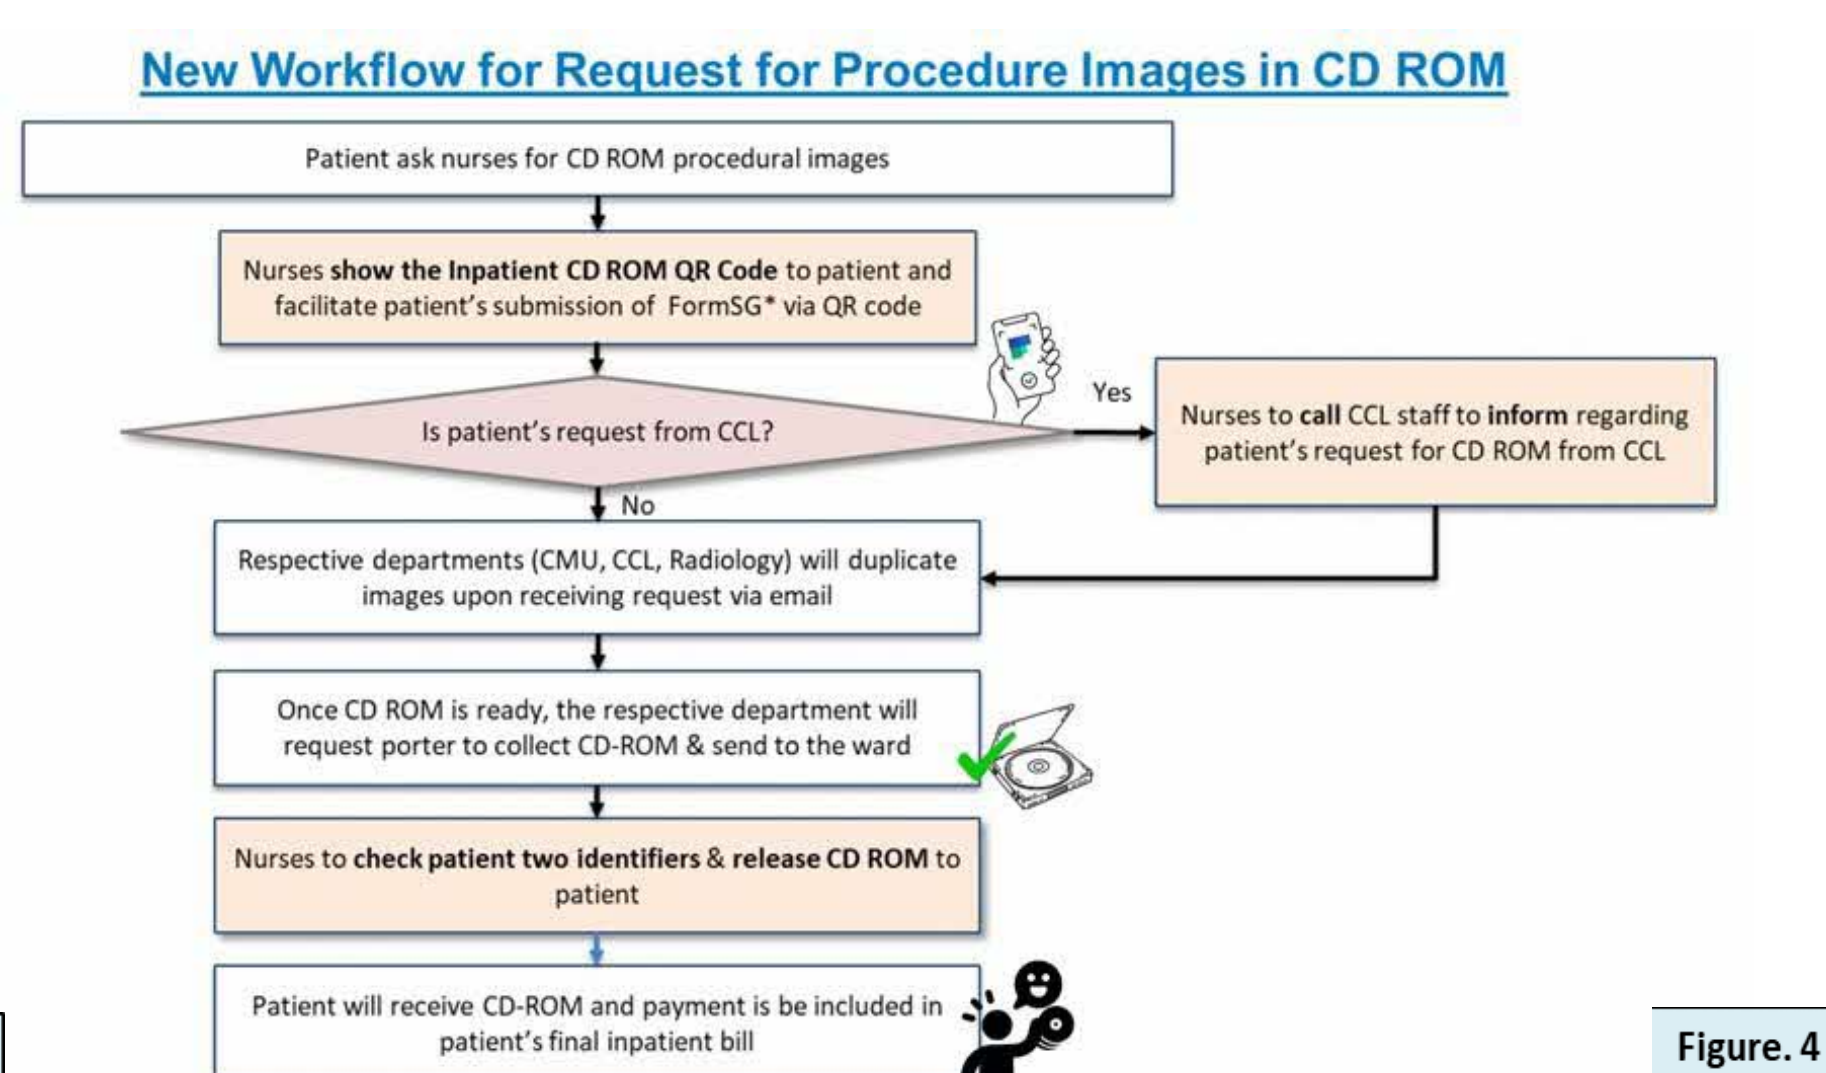 New Workflow for Request for Procedure Images in CD ROM
Patient ask nurses for CD ROM procedural images
Nurses show the Inpatient CD ROM QR Code to patient and
facilitate patient's submission of FormSG* via QR code
Is patient's request from CCL?
Yes
Nurses to call CCL staff to inform regarding
patient's request for CD ROM from CCL
No
Respective departments (CMU, CCL, Radiology) will duplicate
images upon receiving request via email
Once CD ROM is ready, the respective department will
request porter to collect CD-ROM & send to the ward
Nurses to check patient two identifiers & release CD ROM to
patient
Patient will receive CD-ROM and payment is be included in
patient's final inpatient bill
Figure. 4